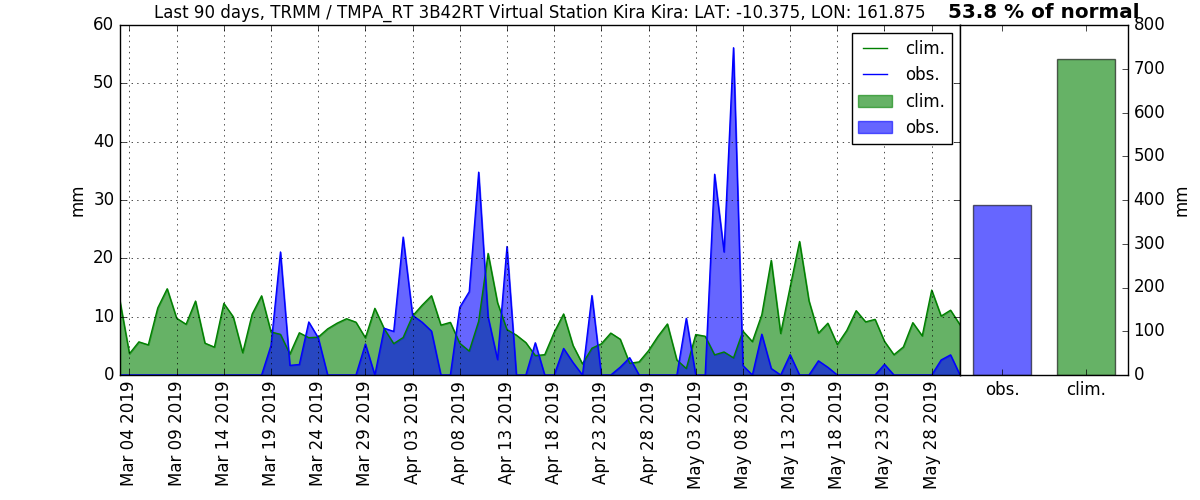 Last 90 days, TRMM / TMPA_RT 3B42RT Virtual Station Kira Kira: LAT: -10.375, LON: 161.875
53.8 % of normal
60
50
40
30
20
10
0
mm
clim.
obs.
clim.
obs.
800
700
600
500
400
300
200
100
0
mm
obs.
clim.
Mar 04 2019
Mar 09 2019
Mar 14 2019
Mar 19 2019
Mar 24 2019
Mar 29 2019
Apr 03 2019
Apr 08 2019
Apr 13 2019
Apr 18 2019
Apr 23 2019
Apr 28 2019
May 03 2019
May 08 2019
May 13 2019
May 18 2019
May 23 2019
May 28 2019